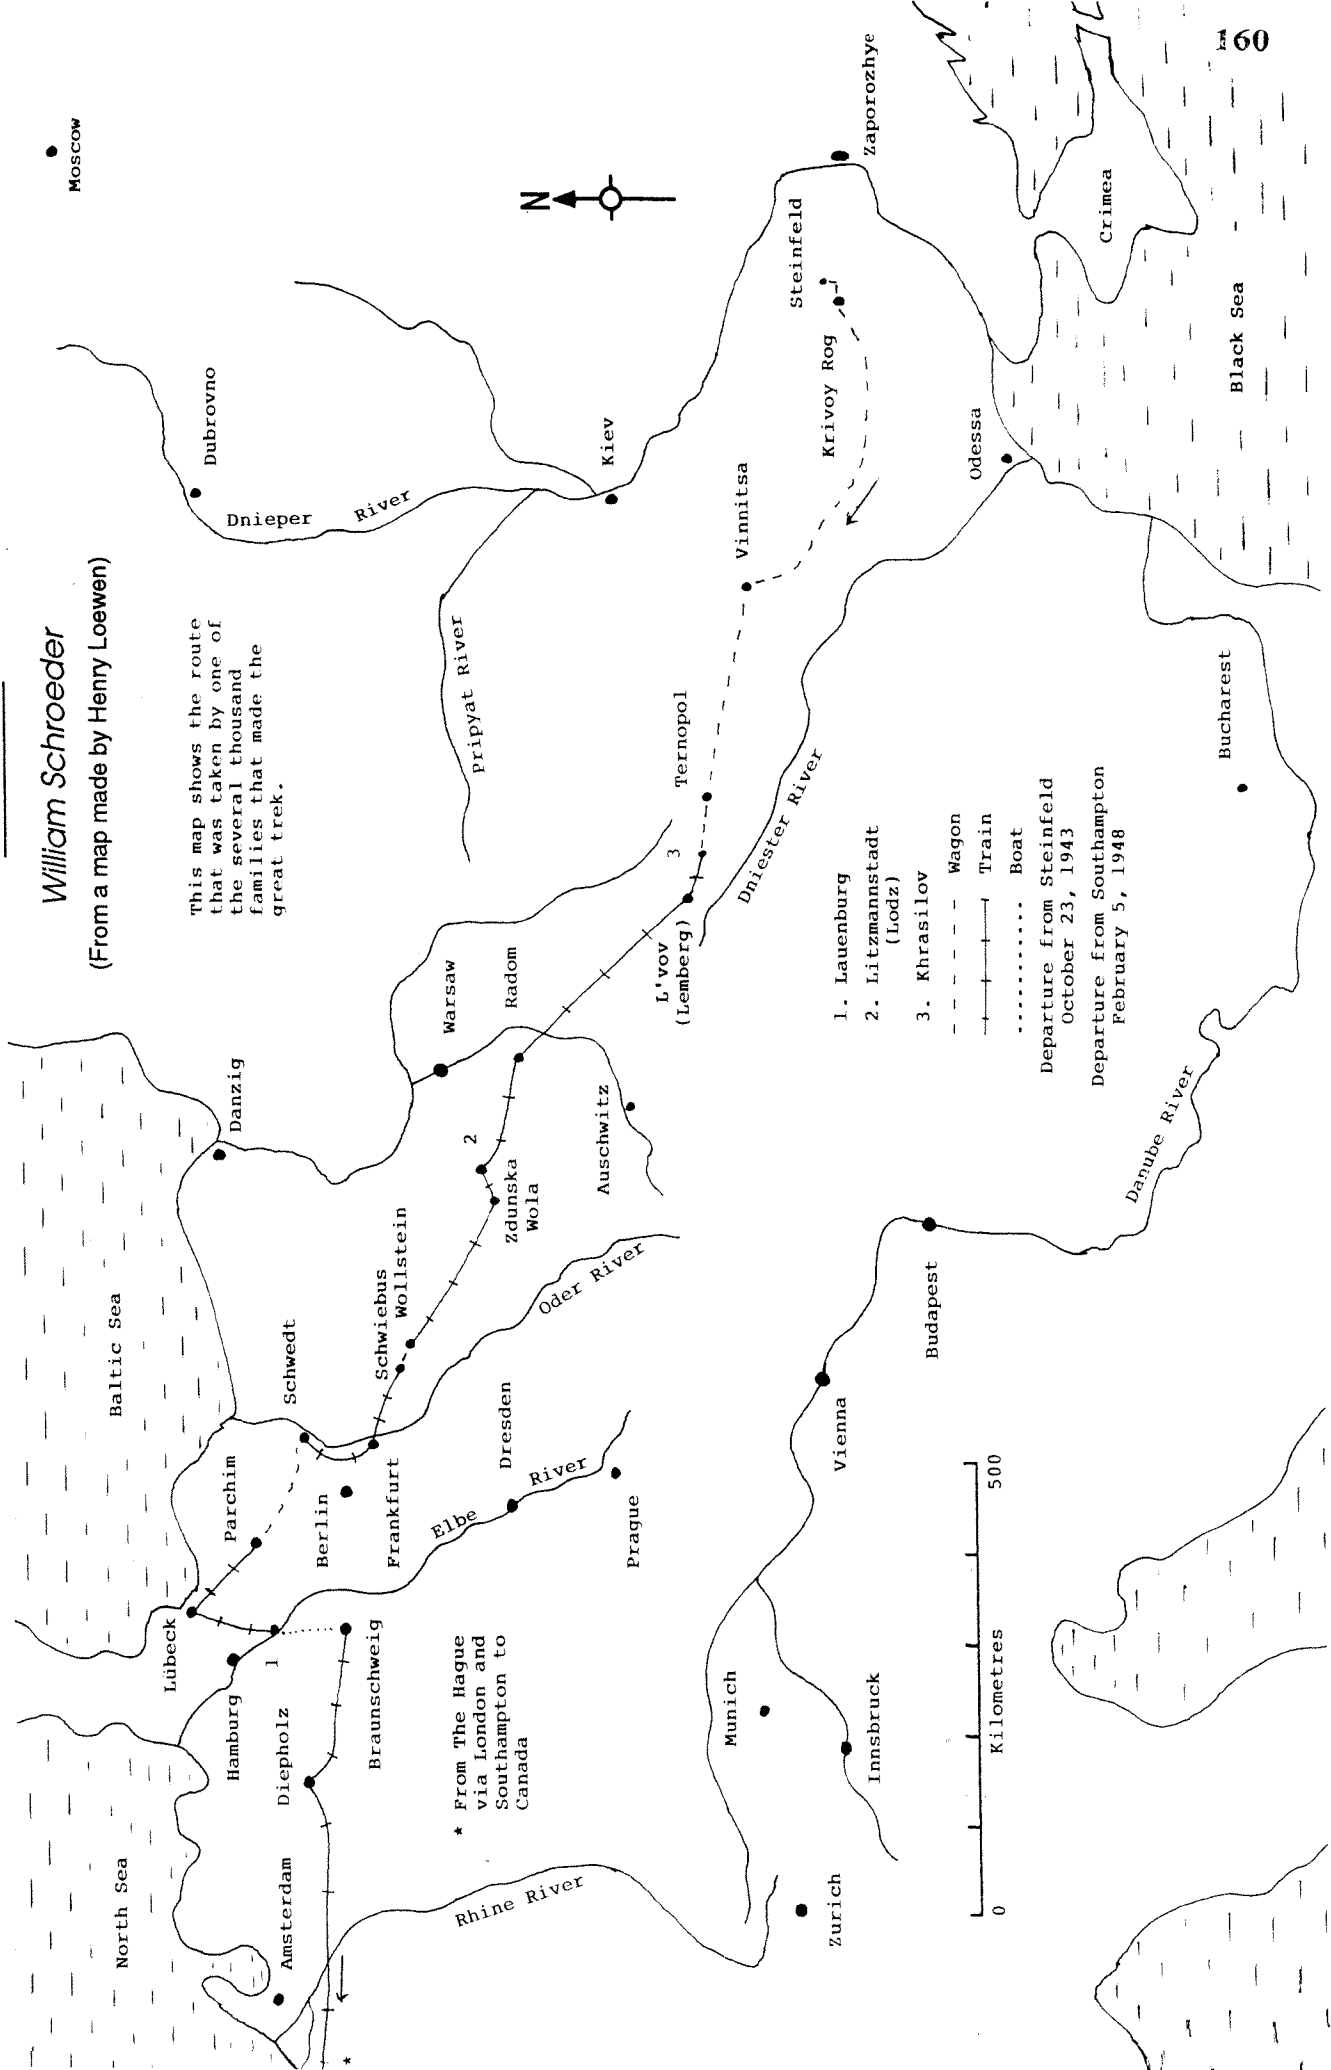 160
William Schroeder
(From a map made by Henry Loewen)
This map shows the route
that was taken by one of
the several thousand
families that made the
great trek.
Moscow
N
Dubrovno
Dnieper River
Kiev
Pripyat River
Zaporozhye
Steinfeld
Krivoy Rog
Vinnitsa
Odessa
Crimea
Black Sea
Ternopol
3
Dniester River
L'vov
(Lemberg)
Bucharest
Warsaw
Radom
Danzig
2
Zdunska
Wola
Auschwitz
Baltic Sea
Schwiebus
Wollstein
Oder River
Schwedt
Parchim
Berlin
Frankfurt
Dresden
Elbe River
Prague
Lübeck
1
Hamburg
Diepholz
Braunschweig
North Sea
Amsterdam
*
Rhine River
* From The Hague
via London and
Southampton to
Canada
Munich
Innsbruck
Zurich
Vienna
Budapest
Danube River
1. Lauenburg
2. Litzmannstadt
(Lodz)
3. Khrasilov
Wagon
Train
Boat
Departure from Steinfeld
October 23, 1943
Departure from Southampton
February 5, 1948
0
Kilometres
500